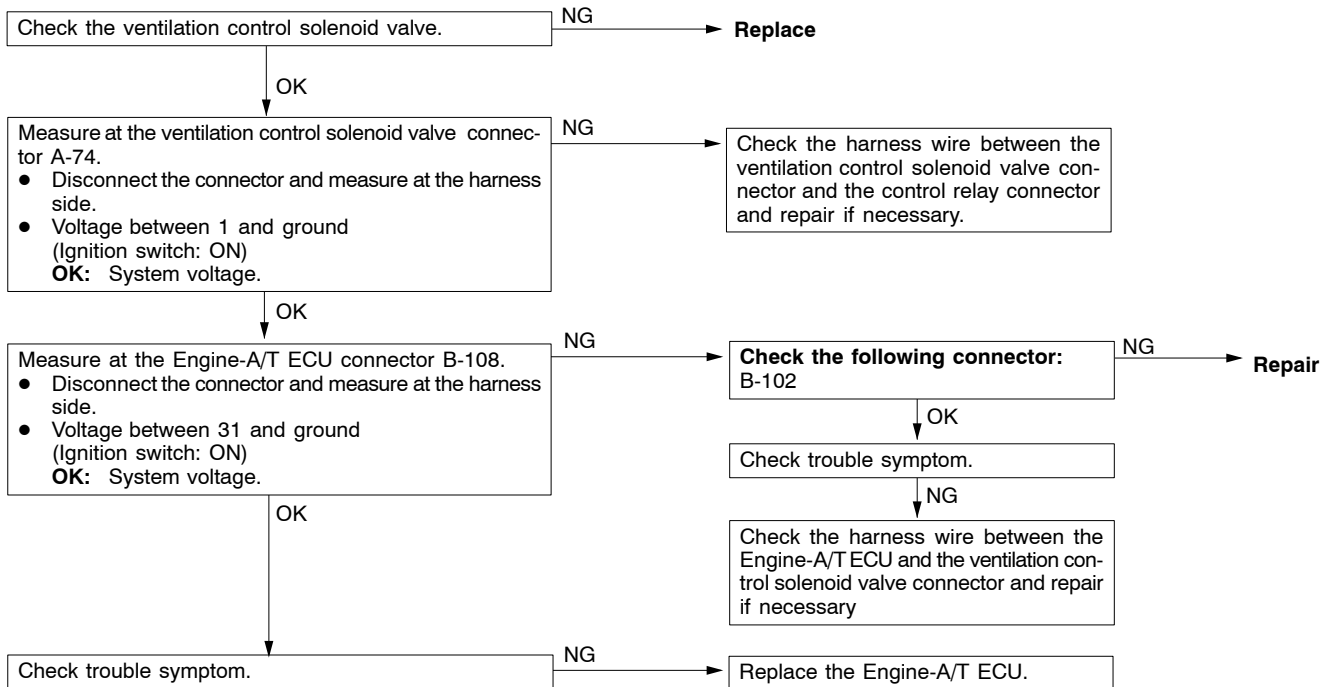 Check the ventilation control solenoid valve.
NG
Replace
OK
Measure at the ventilation control solenoid valve connec-
tor A-74.
● Disconnect the connector and measure at the harness
side.
● Voltage between 1 and ground
(Ignition switch: ON)
OK: System voltage.
NG
Check the harness wire between the
ventilation control solenoid valve con-
nector and the control relay connector
and repair if necessary.
OK
Measure at the Engine-A/T ECU connector B-108.
● Disconnect the connector and measure at the harness
side.
● Voltage between 31 and ground
(Ignition switch: ON)
OK: System voltage.
NG
Check the following connector:
B-102
NG
Repair
OK
Check trouble symptom.
NG
Check the harness wire between the
Engine-A/T ECU and the ventilation con-
trol solenoid valve connector and repair
if necessary
OK
Check trouble symptom.
NG
Replace the Engine-A/T ECU.